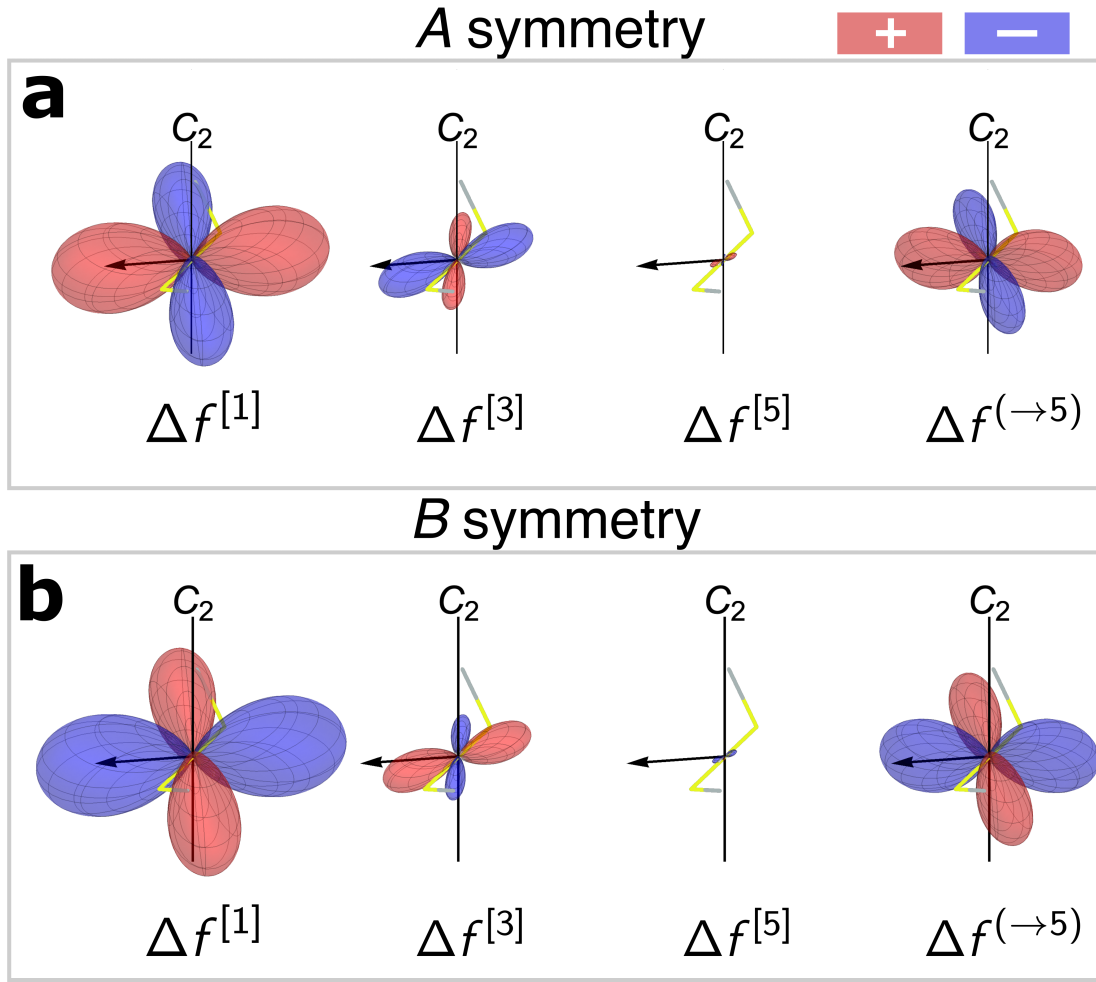 A symmetry + −
a
C₂ C₂ C₂ C₂
Δf^[1] Δf^[3] Δf^[5] Δf^(→5)
B symmetry
b
C₂ C₂ C₂ C₂
Δf^[1] Δf^[3] Δf^[5] Δf^(→5)